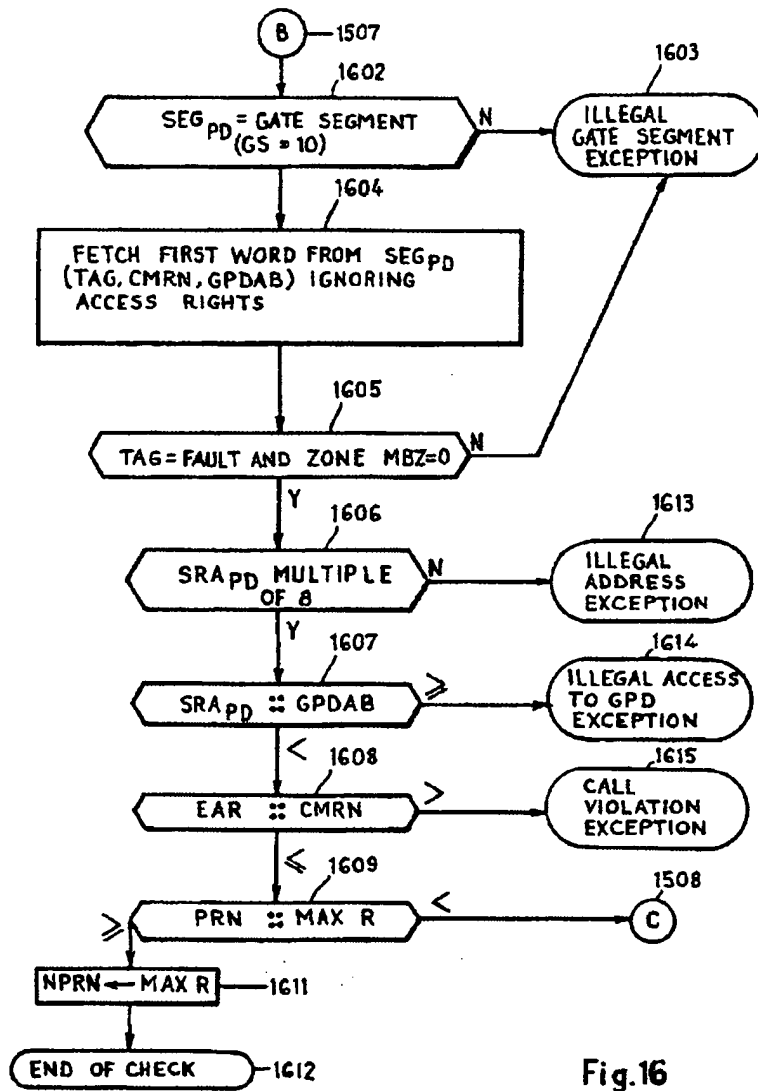 B
1507
1602
1603
SEG PD = GATE SEGMENT
(GS = 10)
N
ILLEGAL
GATE SEGMENT
EXCEPTION
1604
FETCH FIRST WORD FROM SEG PD
(TAG, CMRN, GPDAB) IGNORING
ACCESS RIGHTS
1605
TAG = FAULT AND ZONE MBZ=0
N
Y
1606
1613
SRA PD MULTIPLE
OF 8
N
ILLEGAL
ADDRESS
EXCEPTION
Y
1607
1614
SRA PD :: GPDAB
≥
ILLEGAL ACCESS
TO GPD
EXCEPTION
<
1608
1615
EAR :: CMRN
>
CALL
VIOLATION
EXCEPTION
≤
1609
1508
PRN :: MAX R
<
C
≥
NPRN ← MAX R
1611
END OF CHECK
1612
Fig.16